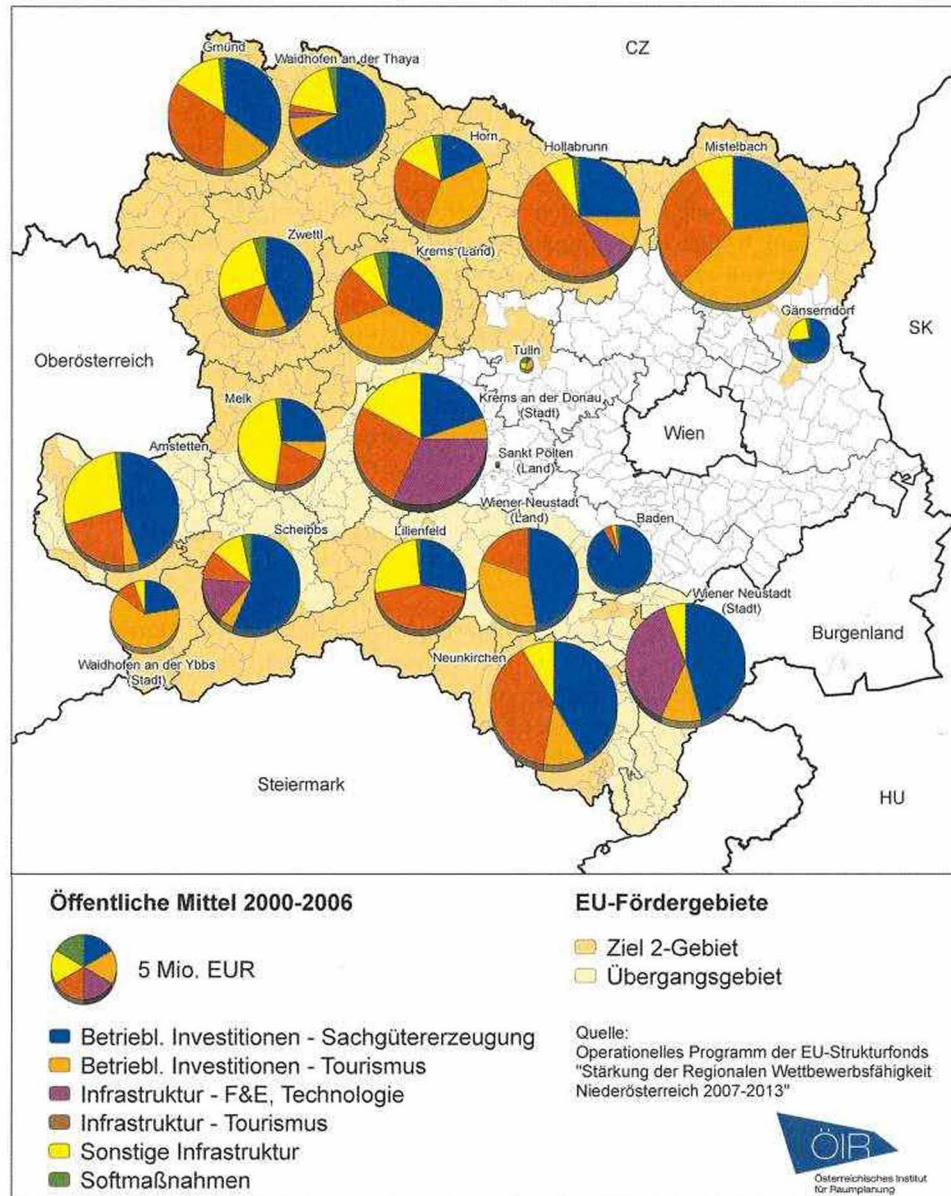 CZ
Gmünd
Waidhofen an der Thaya
Horn
Hollabrunn
Mistelbach
Zwettl
Krems (Land)
Gänserndorf
SK
Oberösterreich
Tulln
Melk
Krems an der Donau
(Stadt)
Wien
Amstetten
Sankt Pölten
(Land)
Scheibbs
Lilienfeld
Wiener Neustadt
(Land)
Baden
Wiener Neustadt
(Stadt)
Burgenland
Waidhofen an der Ybbs
(Stadt)
Neunkirchen
Steiermark
HU
Öffentliche Mittel 2000-2006
5 Mio. EUR
Betriebl. Investitionen - Sachgütererzeugung
Betriebl. Investitionen - Tourismus
Infrastruktur - F&E, Technologie
Infrastruktur - Tourismus
Sonstige Infrastruktur
Softmaßnahmen
EU-Fördergebiete
Ziel 2-Gebiet
Übergangsgebiet
Quelle:
Operationelles Programm der EU-Strukturfonds
"Stärkung der Regionalen Wettbewerbsfähigkeit
Niederösterreich 2007-2013"
ÖIR
Österreichisches Institut
für Raumplanung